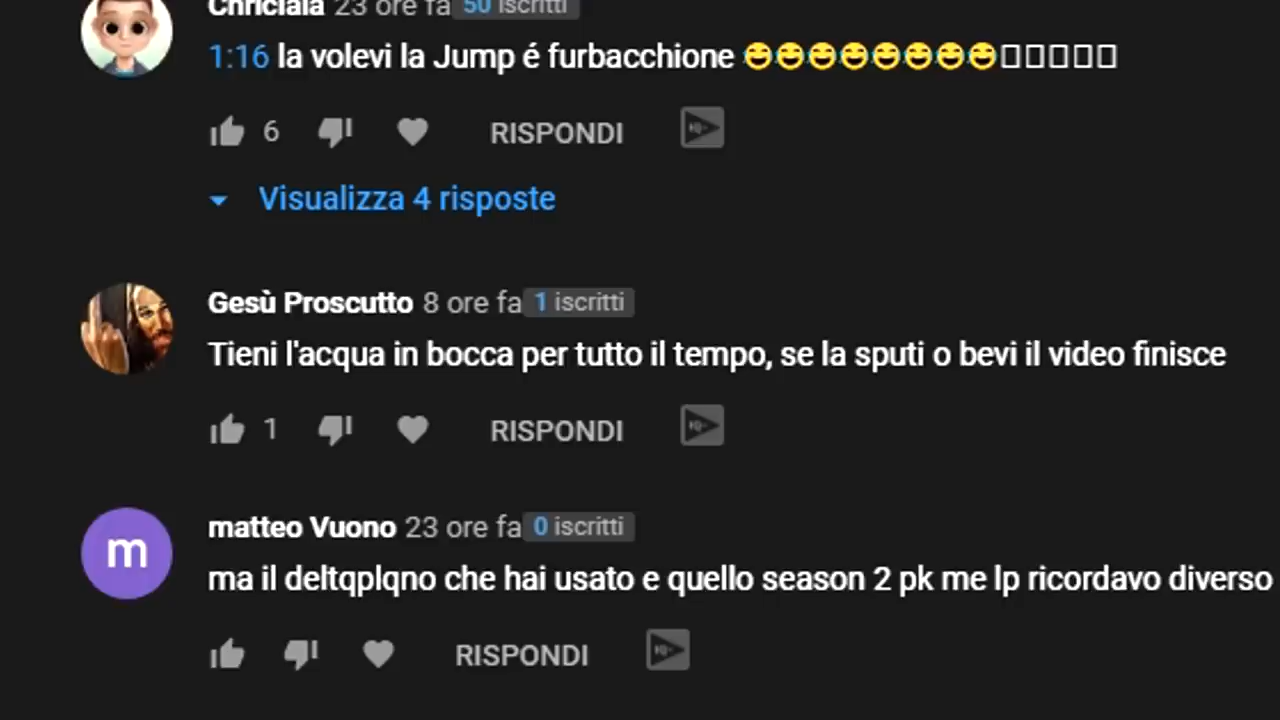 Chriciaia 23 ore fa 50 iscritti
1:16 la volevi la Jump é furbacchione 😆😆😆😆😆😆😆😆
6 RISPONDI
Visualizza 4 risposte
Gesù Proscutto 8 ore fa 1 iscritti
Tieni l'acqua in bocca per tutto il tempo, se la sputi o bevi il video finisce
1 RISPONDI
m
matteo Vuono 23 ore fa 0 iscritti
ma il deltqplqno che hai usato e quello season 2 pk me lp ricordavo diverso
RISPONDI